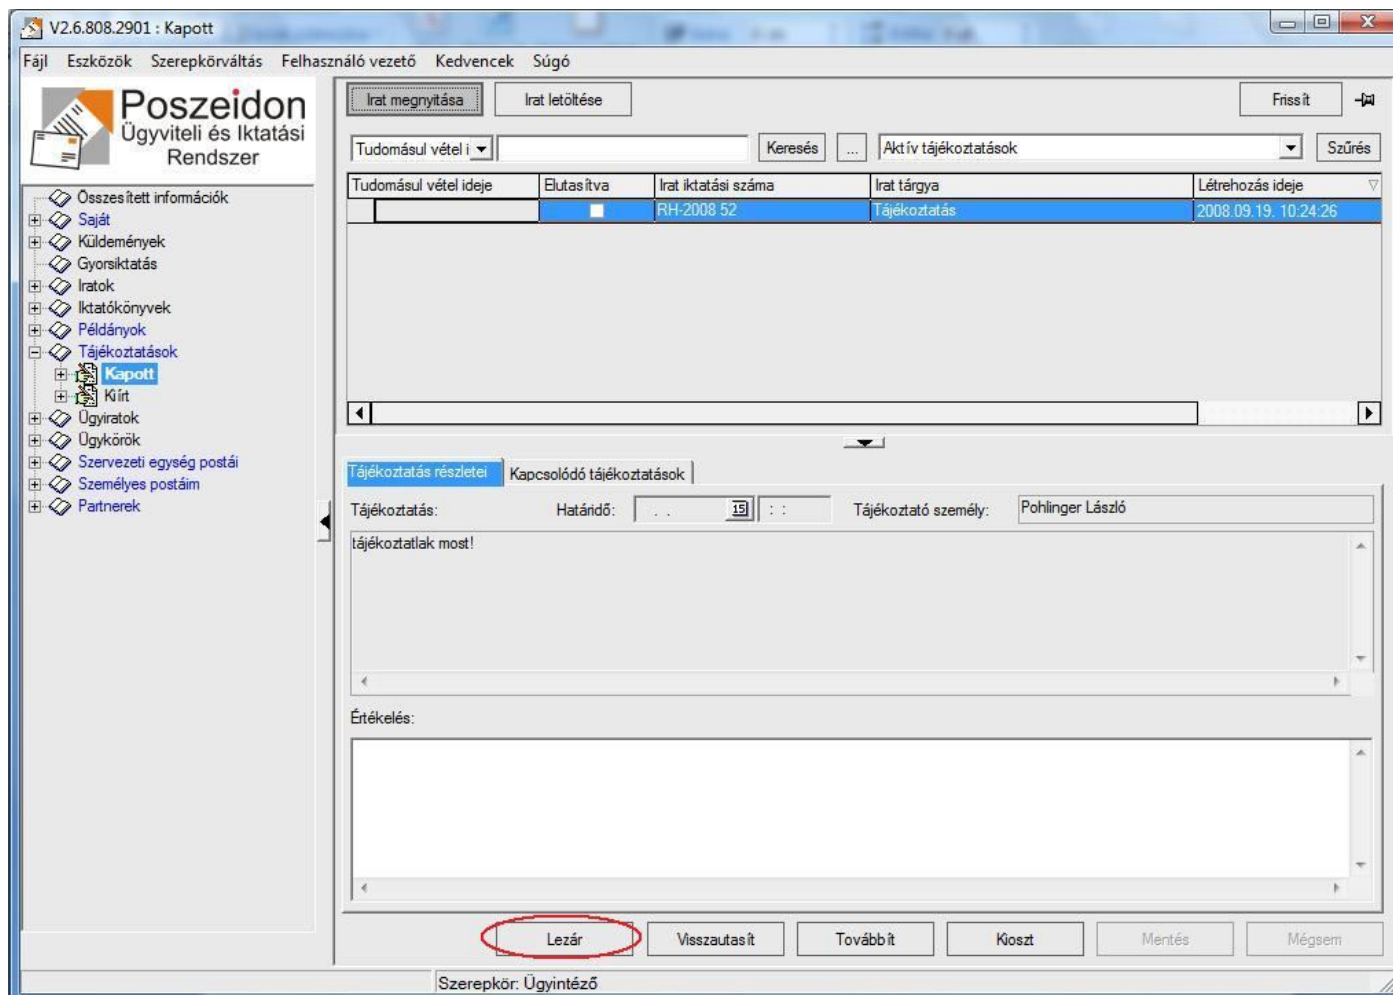 V2.6.808.2901 : Kapott
Fájl Eszközök Szerepkörváltás Felhasználó vezető Kedvencek Súgó
Poszeidon
Ügyviteli és Iktatási
Rendszer
Összesített információk
Saját
Küldemények
Gyorsiktatás
Iratok
Iktatókönyvek
Példányok
Tájékoztatások
Kapott
Kiírt
Ügyiratok
Ügykörök
Szervezeti egység postái
Személyes postáim
Partnerek
Irat megnyitása Irat letöltése Frissít
Tudomásul vétel i Keresés ... Aktív tájékoztatások Szűrés
Tudomásul vétel ideje Elutasítva Irat iktatási száma Irat tárgya Létrehozás ideje
RH-2008 52 Tájékoztatás 2008.09.19. 10:24:26
Tájékoztatás részletei Kapcsolódó tájékoztatások
Tájékoztatás: Határidő: . . 15 : : Tájékoztató személy: Pohlinger László
tájékoztatlak most!
Értékelés:
Lezár Visszautasít Továbbít Kioszt Mentés Mégsem
Szerepkör: Ügyintéző